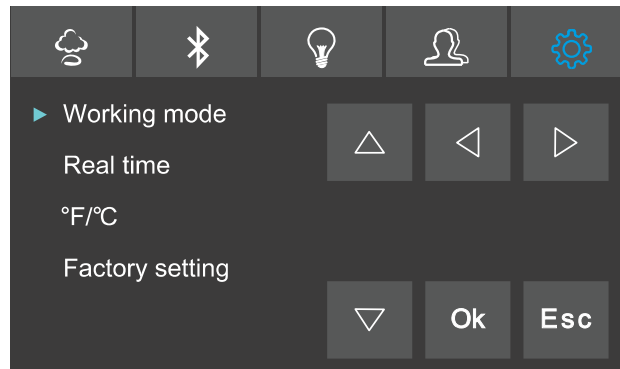 Working mode
Real time
°F/℃
Factory setting
Ok
Esc